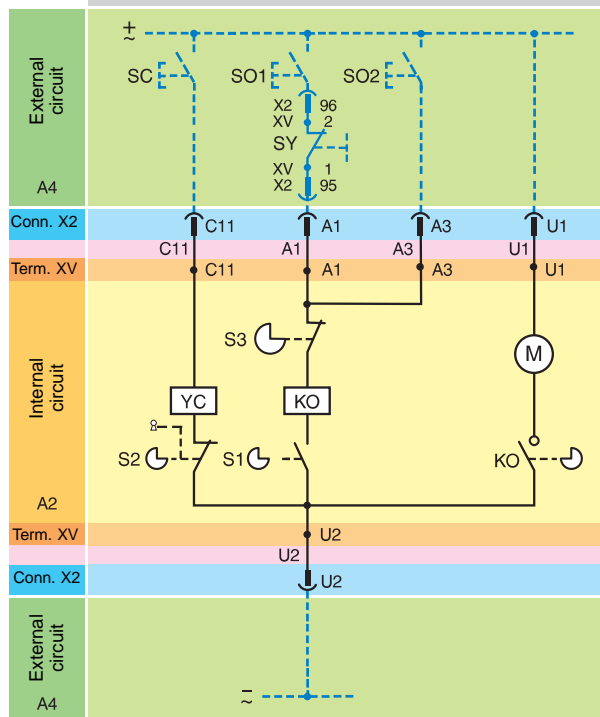 +
~
SC
SO1
SO2
External
circuit
A4
X2 96
XV 2
SY
XV 1
X2 95
Conn. X2
C11 A1 A3 U1
C11 A1 A3 U1
Term. XV
C11 A1 A3 U1
Internal
circuit
A2
S3
M
YC
KO
S2
S1
KO
Term. XV
U2
U2
Conn. X2
U2
External
circuit
A4
–
~